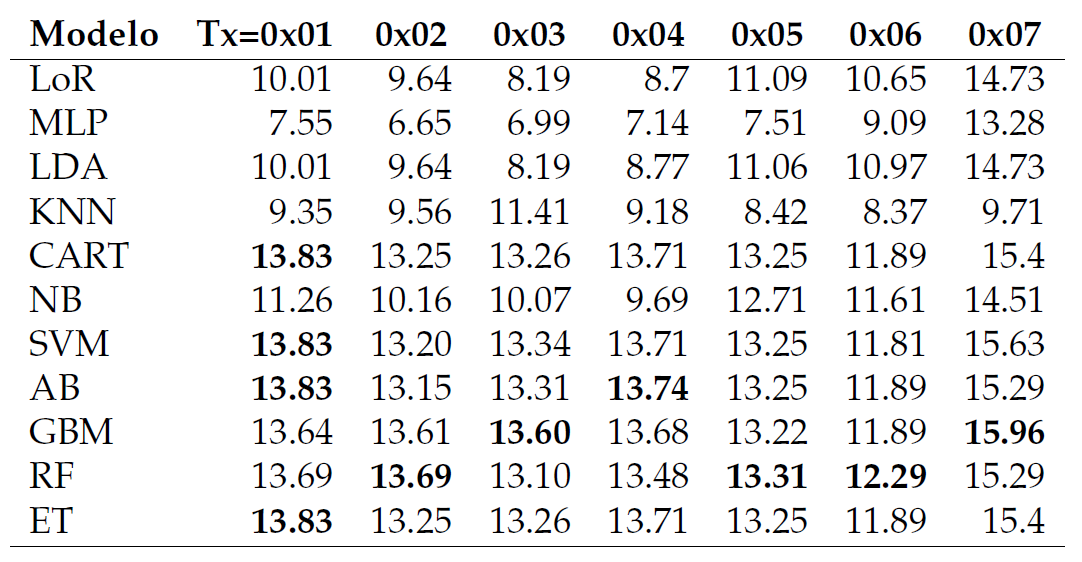 Modelo Tx=0x01 0x02 0x03 0x04 0x05 0x06 0x07
LoR 10.01 9.64 8.19 8.7 11.09 10.65 14.73
MLP 7.55 6.65 6.99 7.14 7.51 9.09 13.28
LDA 10.01 9.64 8.19 8.77 11.06 10.97 14.73
KNN 9.35 9.56 11.41 9.18 8.42 8.37 9.71
CART 13.83 13.25 13.26 13.71 13.25 11.89 15.4
NB 11.26 10.16 10.07 9.69 12.71 11.61 14.51
SVM 13.83 13.20 13.34 13.71 13.25 11.81 15.63
AB 13.83 13.15 13.31 13.74 13.25 11.89 15.29
GBM 13.64 13.61 13.60 13.68 13.22 11.89 15.96
RF 13.69 13.69 13.10 13.48 13.31 12.29 15.29
ET 13.83 13.25 13.26 13.71 13.25 11.89 15.4